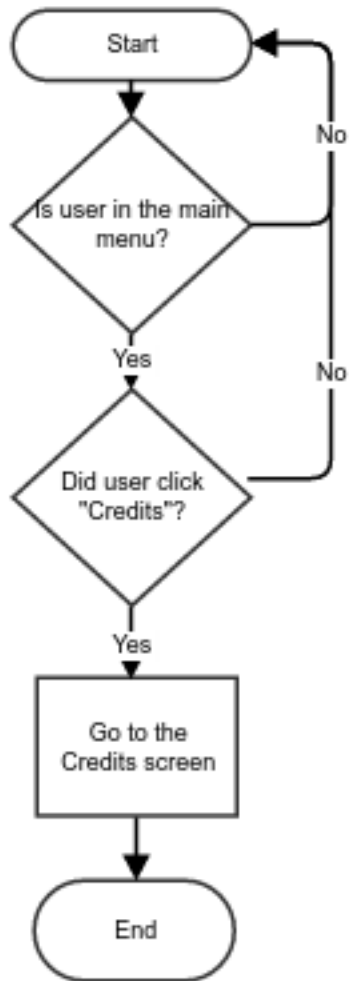 Start
No
Is user in the main
menu?
Yes
No
Did user click
"Credits"?
Yes
Go to the
Credits screen
End